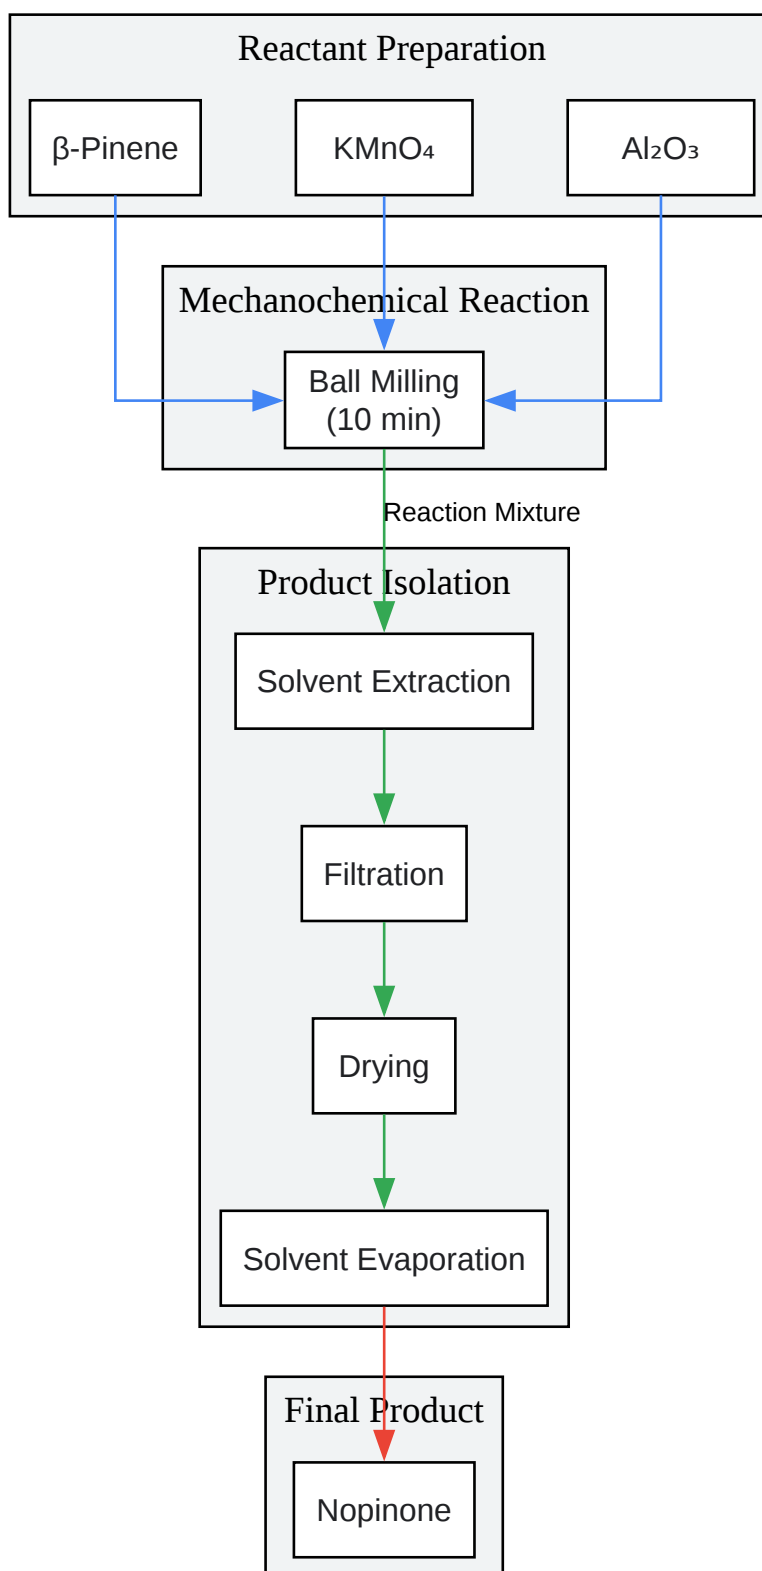 Reactant Preparation
β-Pinene
KMnO₄
Al₂O₃
Mechanochemical Reaction
Ball Milling
(10 min)
Reaction Mixture
Product Isolation
Solvent Extraction
Filtration
Drying
Solvent Evaporation
Final Product
Nopinone